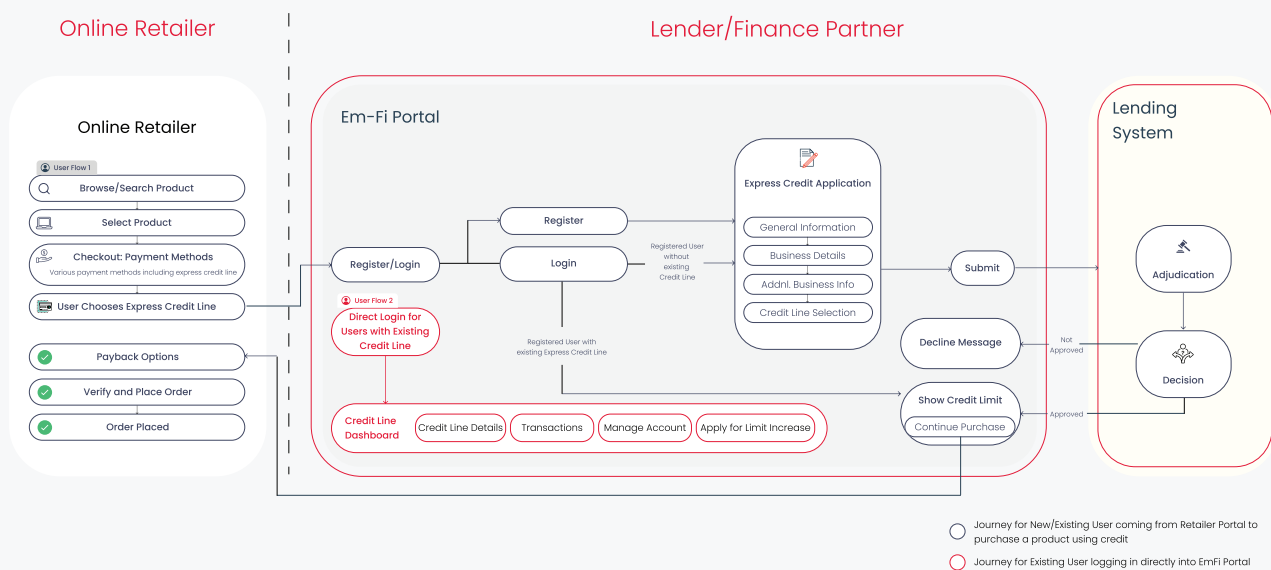 Online Retailer
Lender/Finance Partner
Online Retailer
User Flow 1
Browse/Search Product
Select Product
Checkout: Payment Methods
Various payment methods including express credit line
User Chooses Express Credit Line
Payback Options
Verify and Place Order
Order Placed
Em-Fi Portal
Register/Login
User Flow 2
Direct Login for
Users with Existing
Credit Line
Register
Login
Registered User
without
existing
Credit Line
Registered User with
existing Express Credit Line
Express Credit Application
General Information
Business Details
Addnl. Business Info
Credit Line Selection
Submit
Decline Message
Show Credit Limit
Continue Purchase
Credit Line
Dashboard
Credit Line Details
Transactions
Manage Account
Apply for Limit Increase
Lending
System
Adjudication
Decision
Not
Approved
Approved
Journey for New/Existing User coming from Retailer Portal to
purchase a product using credit
Journey for Existing User logging in directly into EmFi Portal